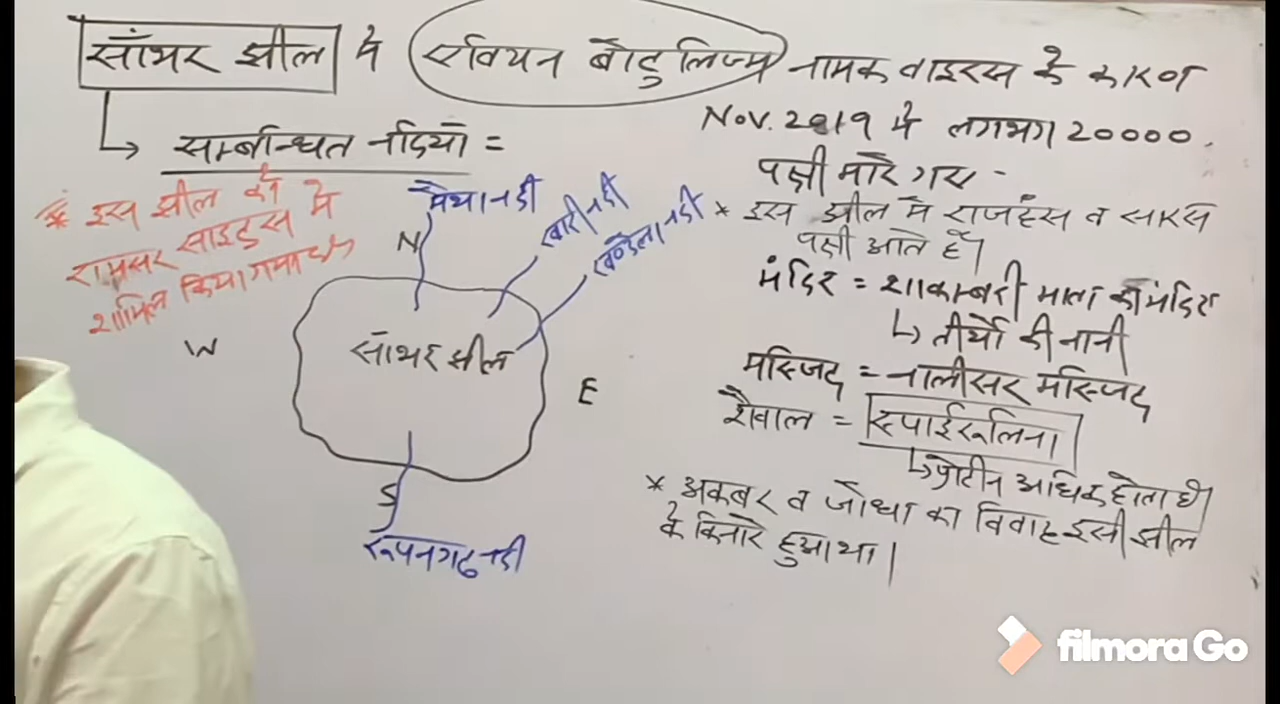 साँभर झील मे एवियन बोटुलिज्म नामक वाइरस के कारण
Nov. 2019 मे लगभग 20000.
पक्षी मारे गए -
सम्बन्धित नदियाँ =
* इस झील को
रामसर साइट्स मे
शामिल किया गया है
मेंथा नदी
खारी नदी
खण्डेला नदी
* इस झील मे राजहंस व सारस
पक्षी आते है।
मंदिर = शाकम्बरी माता का मंदिर
तीर्थो की नानी
मस्जिद = नालीसर मस्जिद
शैवाल = स्पाईरूलिना
प्रोटीन अधिक होता है।
* अकबर व जोधा का विवाह इसी झील
के किनारे हुआ था।
N
W
साँभर झील
E
S
रूपनगढ नदी
filmora Go